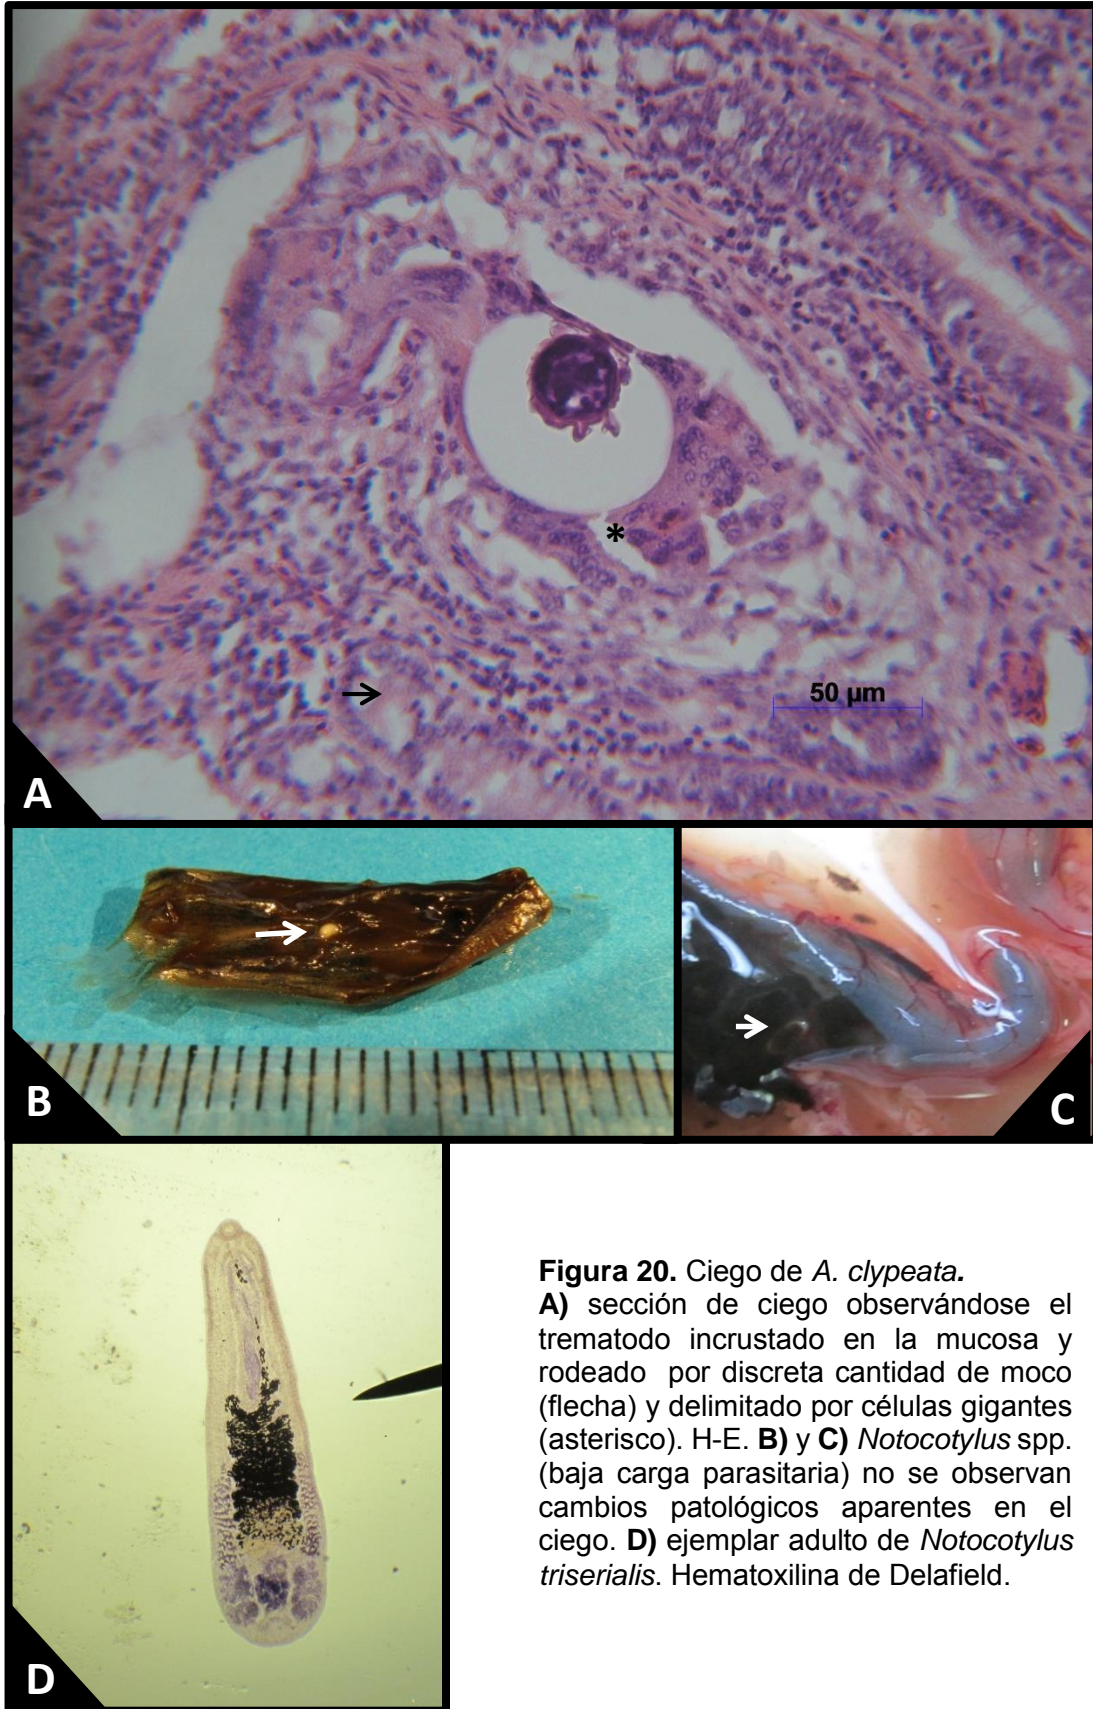 *
50 µm
A
B
C
D
Figura 20. Ciego de A. clypeata.
A) sección de ciego observándose el
trematodo incrustado en la mucosa y
rodeado por discreta cantidad de moco
(flecha) y delimitado por células gigantes
(asterisco). H-E. B) y C) Notocotylus spp.
(baja carga parasitaria) no se observan
cambios patológicos aparentes en el
ciego. D) ejemplar adulto de Notocotylus
triserialis. Hematoxilina de Delafield.